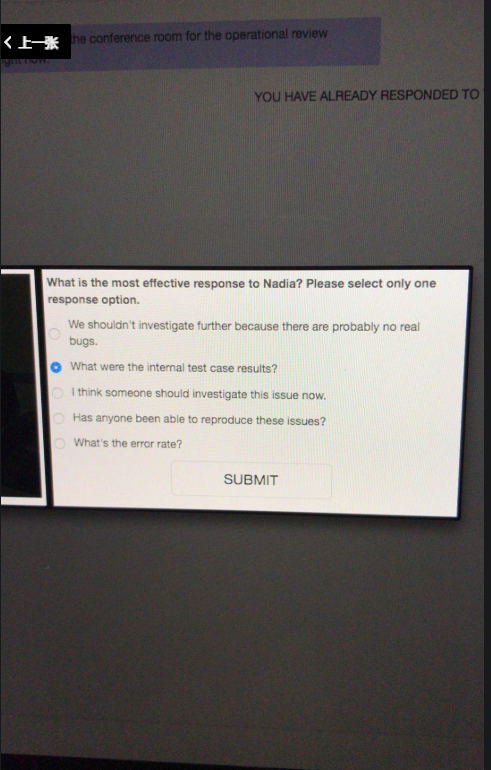 上一张
the conference room for the operational review
right now.
YOU HAVE ALREADY RESPONDED TO
What is the most effective response to Nadia? Please select only one
response option.
We shouldn't investigate further because there are probably no real
bugs.
What were the internal test case results?
I think someone should investigate this issue now.
Has anyone been able to reproduce these issues?
What's the error rate?
SUBMIT